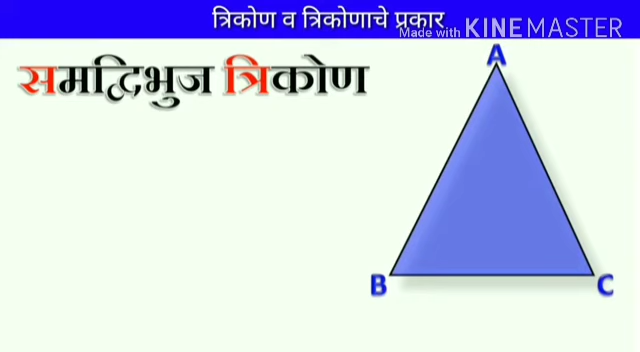 त्रिकोण व त्रिकोणाचे प्रकार
Made with KINEMASTER
समद्विभुज त्रिकोण
A
B
C